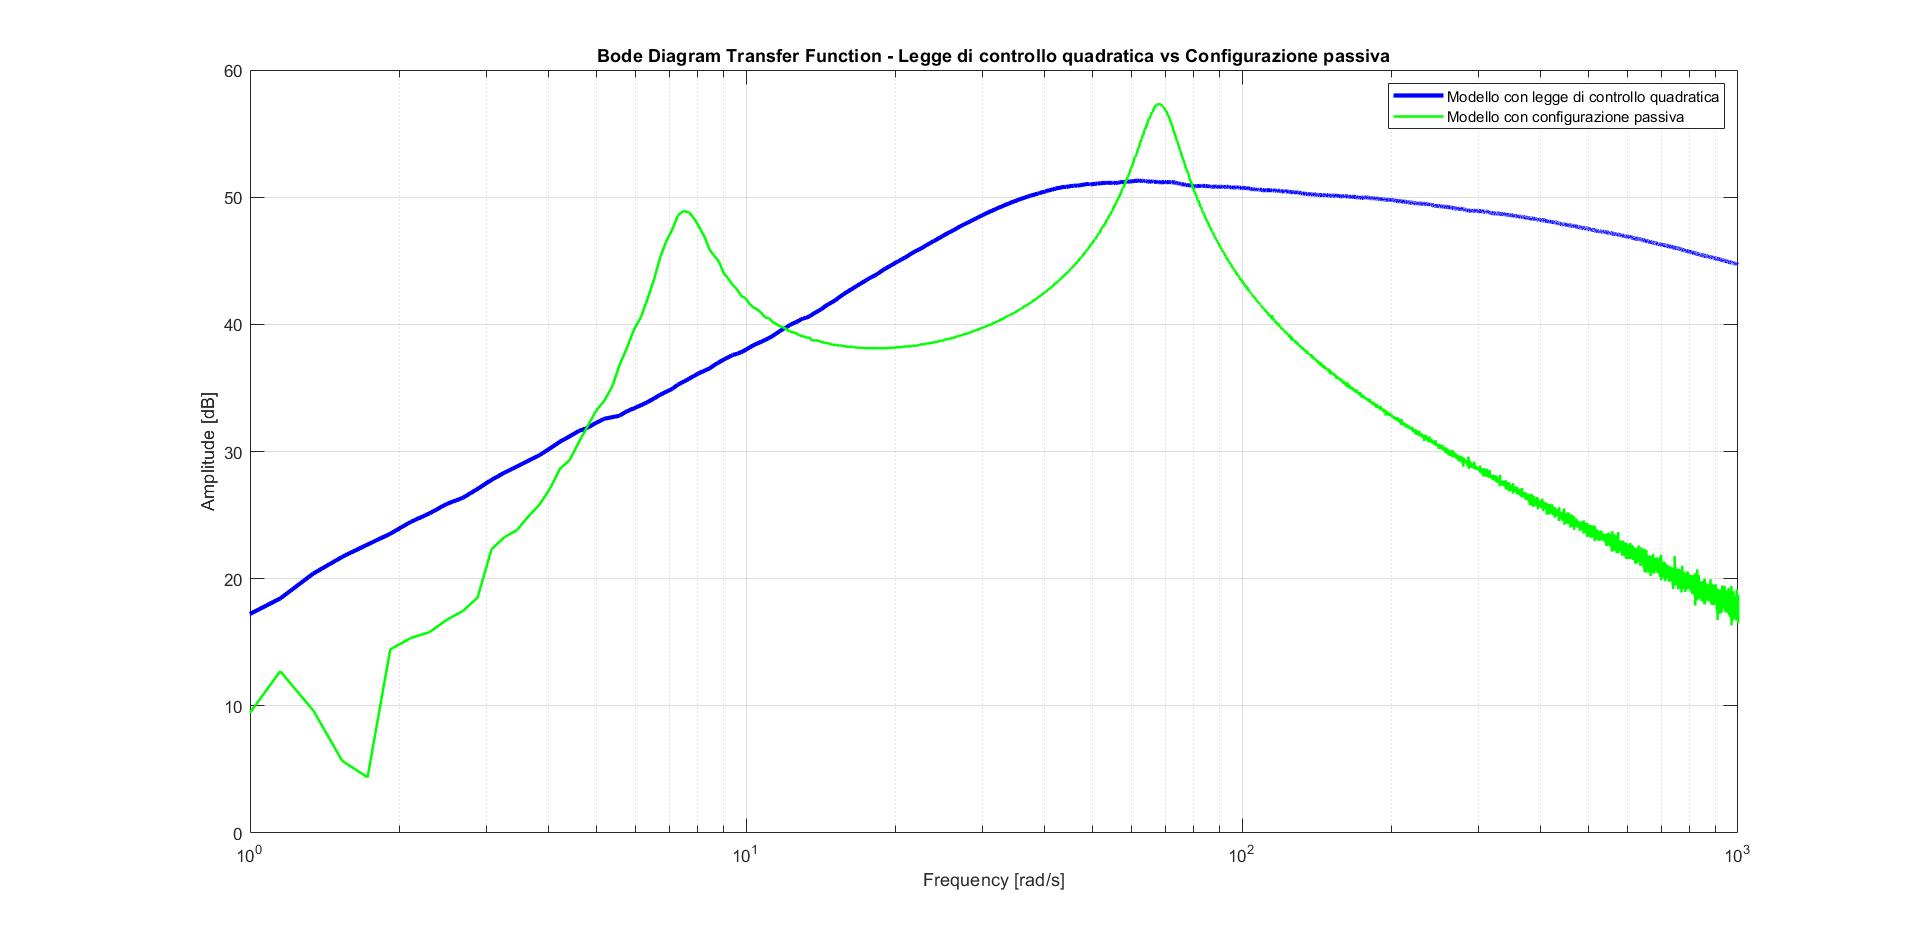 Bode Diagram Transfer Function - Legge di controllo quadratica vs Configurazione passiva
Modello con legge di controllo quadratica
Modello con configurazione passiva
Amplitude [dB]
60
50
40
30
20
10
0
10^0
10^1
10^2
10^3
Frequency [rad/s]